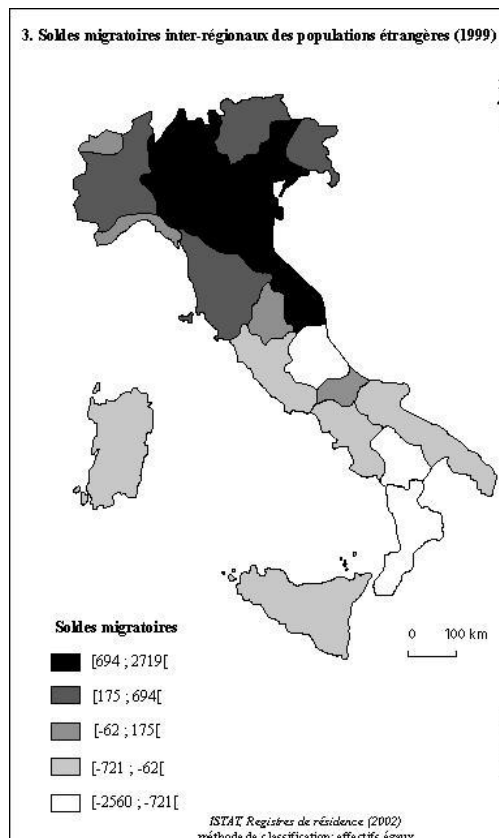 3. Soldes migratoires inter-régionaux des populations étrangères (1999)
Soldes migratoires
0 100 km
[694 ; 2719[
[175 ; 694[
[-62 ; 175[
[-721 ; -62[
[-2560 ; -721[
ISTAT, Registres de résidence (2002)
méthode de classification: effectifs égaux